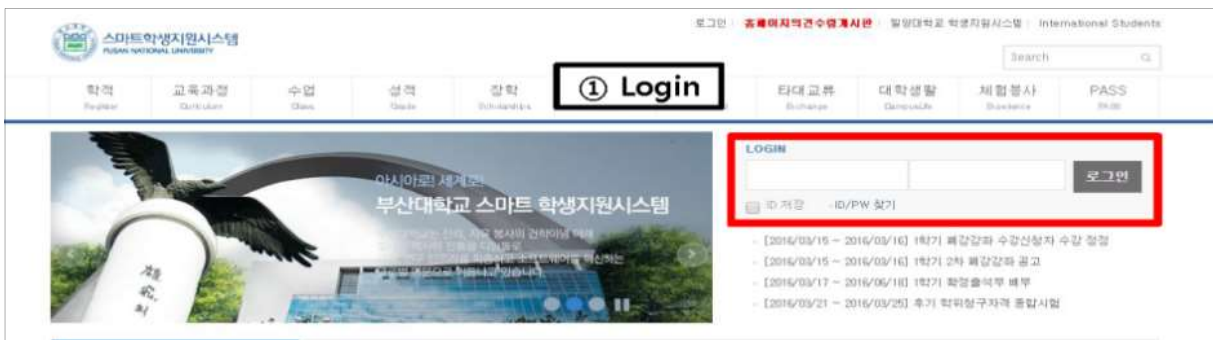 로그인 홈페이지의견수렴게시판 밀양대학교 학생지원시스템 International Students
스마트학생지원시스템
PUSAN NATIONAL UNIVERSITY
Search
학적 교육과정 수업 성적 장학 ① Login 타대교류 대학생활 체험봉사 PASS
Register Curriculum Class Grade Scholarships Exchange CampusLife PASS
LOGIN
로그인
ID 저장 ID/PW 찾기
아시아로! 세계로!
부산대학교 스마트 학생지원시스템
[2016/03/15 ~ 2016/03/16] 1학기 폐강강좌 수강신청자 수강 정정
[2016/03/15 ~ 2016/03/16] 1학기 2차 폐강강좌 공고
[2016/03/17 ~ 2016/06/18] 1학기 확정출석부 배부
[2016/03/21 ~ 2016/03/25] 후기 학위청구자격 종합시험